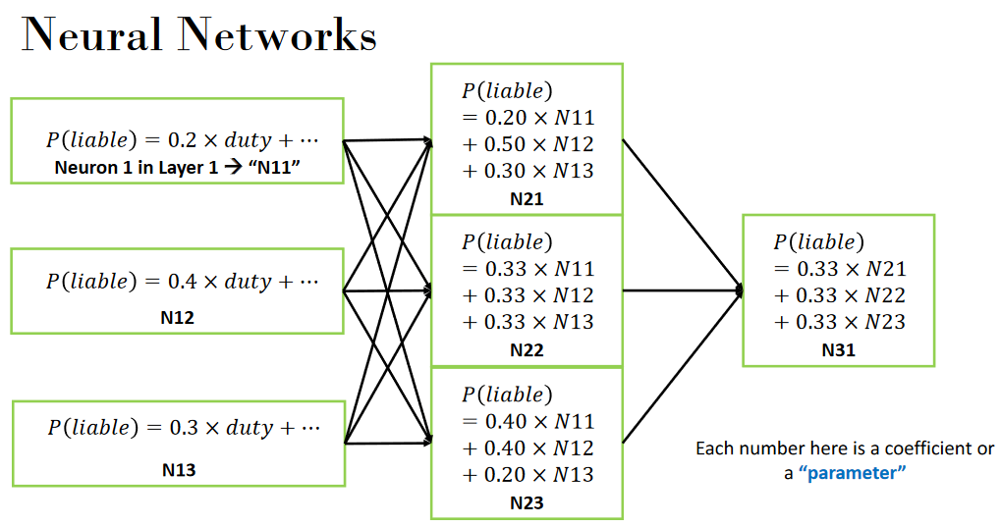 Neural Networks
P(liable) = 0.2 × duty + ⋯
Neuron 1 in Layer 1 → “N11”
P(liable) = 0.4 × duty + ⋯
N12
P(liable) = 0.3 × duty + ⋯
N13
P(liable)
= 0.20 × N11
+ 0.50 × N12
+ 0.30 × N13
N21
P(liable)
= 0.33 × N11
+ 0.33 × N12
+ 0.33 × N13
N22
P(liable)
= 0.40 × N11
+ 0.40 × N12
+ 0.20 × N13
N23
P(liable)
= 0.33 × N21
+ 0.33 × N22
+ 0.33 × N23
N31
Each number here is a coefficient or
a “parameter”